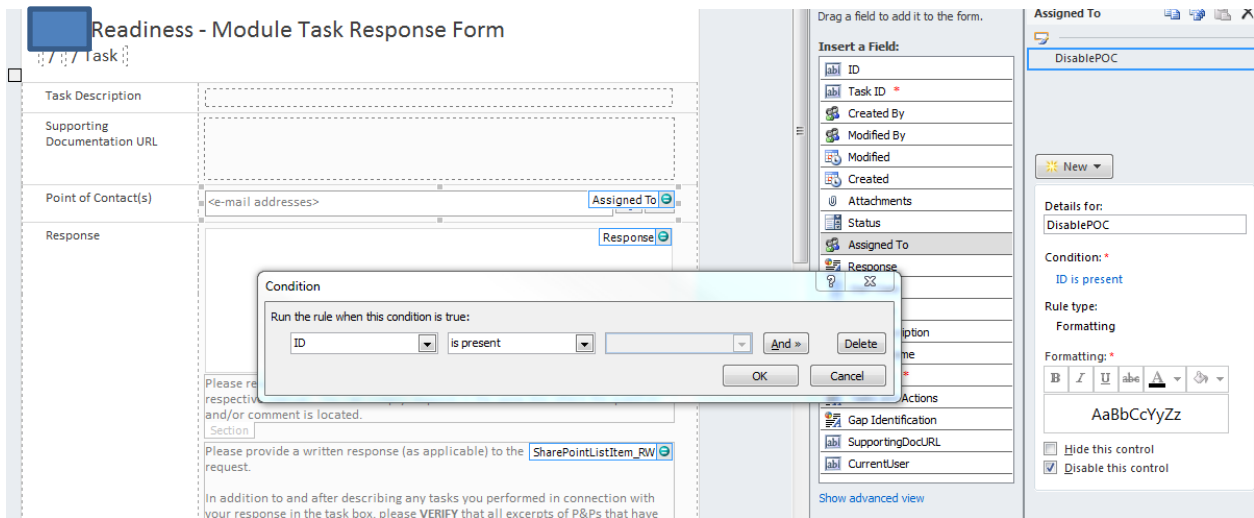 Readiness - Module Task Response Form
/ / Task
Task Description
Supporting
Documentation URL
Point of Contact(s)
<e-mail addresses>
Assigned To
Response
Response
Condition
Run the rule when this condition is true:
ID
is present
And »
Delete
OK
Cancel
Please
respective
and/or comment is located.
Section
Please provide a written response (as applicable) to the
SharePointListItem_RW
request.
In addition to and after describing any tasks you performed in connection with
your response in the task box, please VERIFY that all excerpts of P&Ps that have
Drag a field to add it to the form.
Insert a Field:
ID
Task ID *
Created By
Modified By
Modified
Created
Attachments
Status
Assigned To
Response
Actions
Gap Identification
SupportingDocURL
CurrentUser
Show advanced view
Assigned To
DisablePOC
New
Details for:
DisablePOC
Condition: *
ID is present
Rule type:
Formatting
Formatting: *
B I U abc A
AaBbCcYyZz
Hide this control
Disable this control